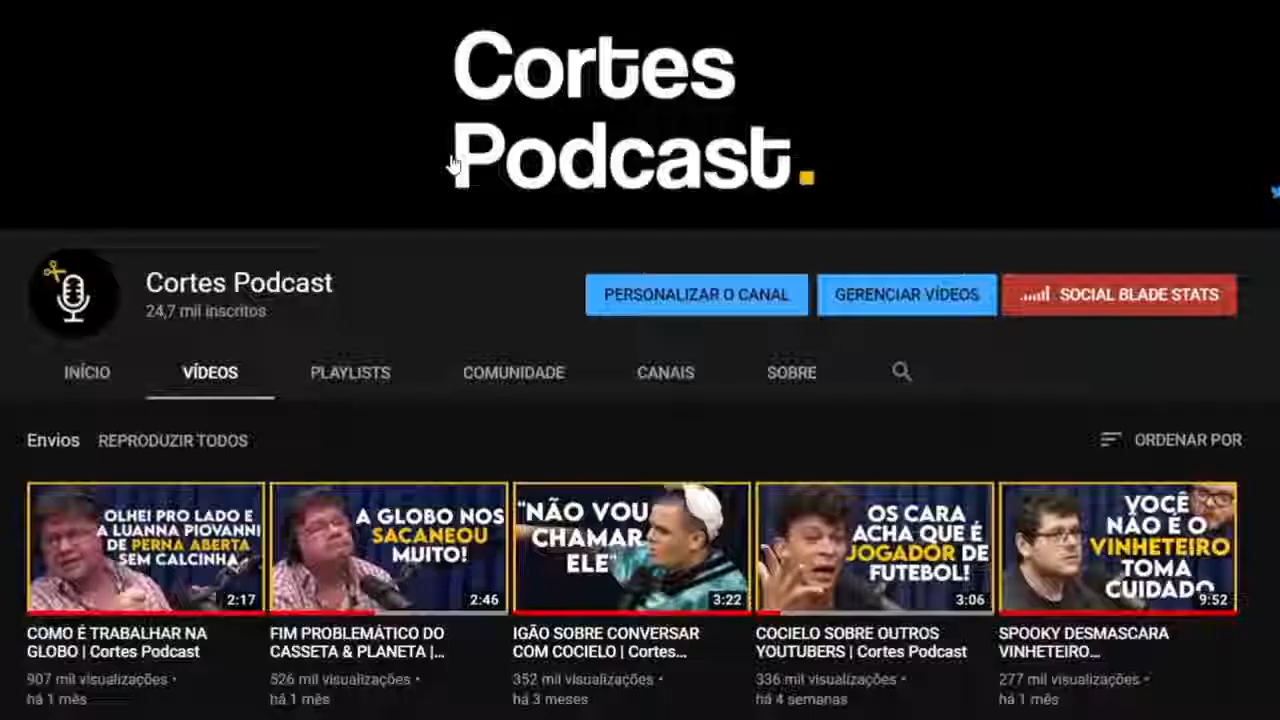 Cortes
Podcast.
Cortes Podcast
24,7 mil inscritos
PERSONALIZAR O CANAL
GERENCIAR VÍDEOS
SOCIAL BLADE STATS
INÍCIO
VÍDEOS
PLAYLISTS
COMUNIDADE
CANAIS
SOBRE
Envios
REPRODUZIR TODOS
ORDENAR POR
OLHEI PRO LADO E
A LUANNA PIOVANNI
DE PERNA ABERTA
SEM CALCINHA
2:17
A GLOBO NOS
SACANEOU
MUITO!
2:46
"NÃO VOU
CHAMAR
ELE"
3:22
OS CARA
ACHA QUE É
JOGADOR DE
FUTEBOL!
3:06
VOCÊ
NÃO É O
VINHETEIRO
TOMA
CUIDADO
9:52
COMO É TRABALHAR NA
GLOBO | Cortes Podcast
907 mil visualizações •
há 1 mês
FIM PROBLEMÁTICO DO
CASSETA & PLANETA |...
526 mil visualizações •
há 1 mês
IGÃO SOBRE CONVERSAR
COM COCIELO | Cortes...
352 mil visualizações •
há 3 meses
COCIELO SOBRE OUTROS
YOUTUBERS | Cortes Podcast
336 mil visualizações •
há 4 semanas
SPOOKY DESMASCARA
VINHETEIRO...
277 mil visualizações •
há 1 mês